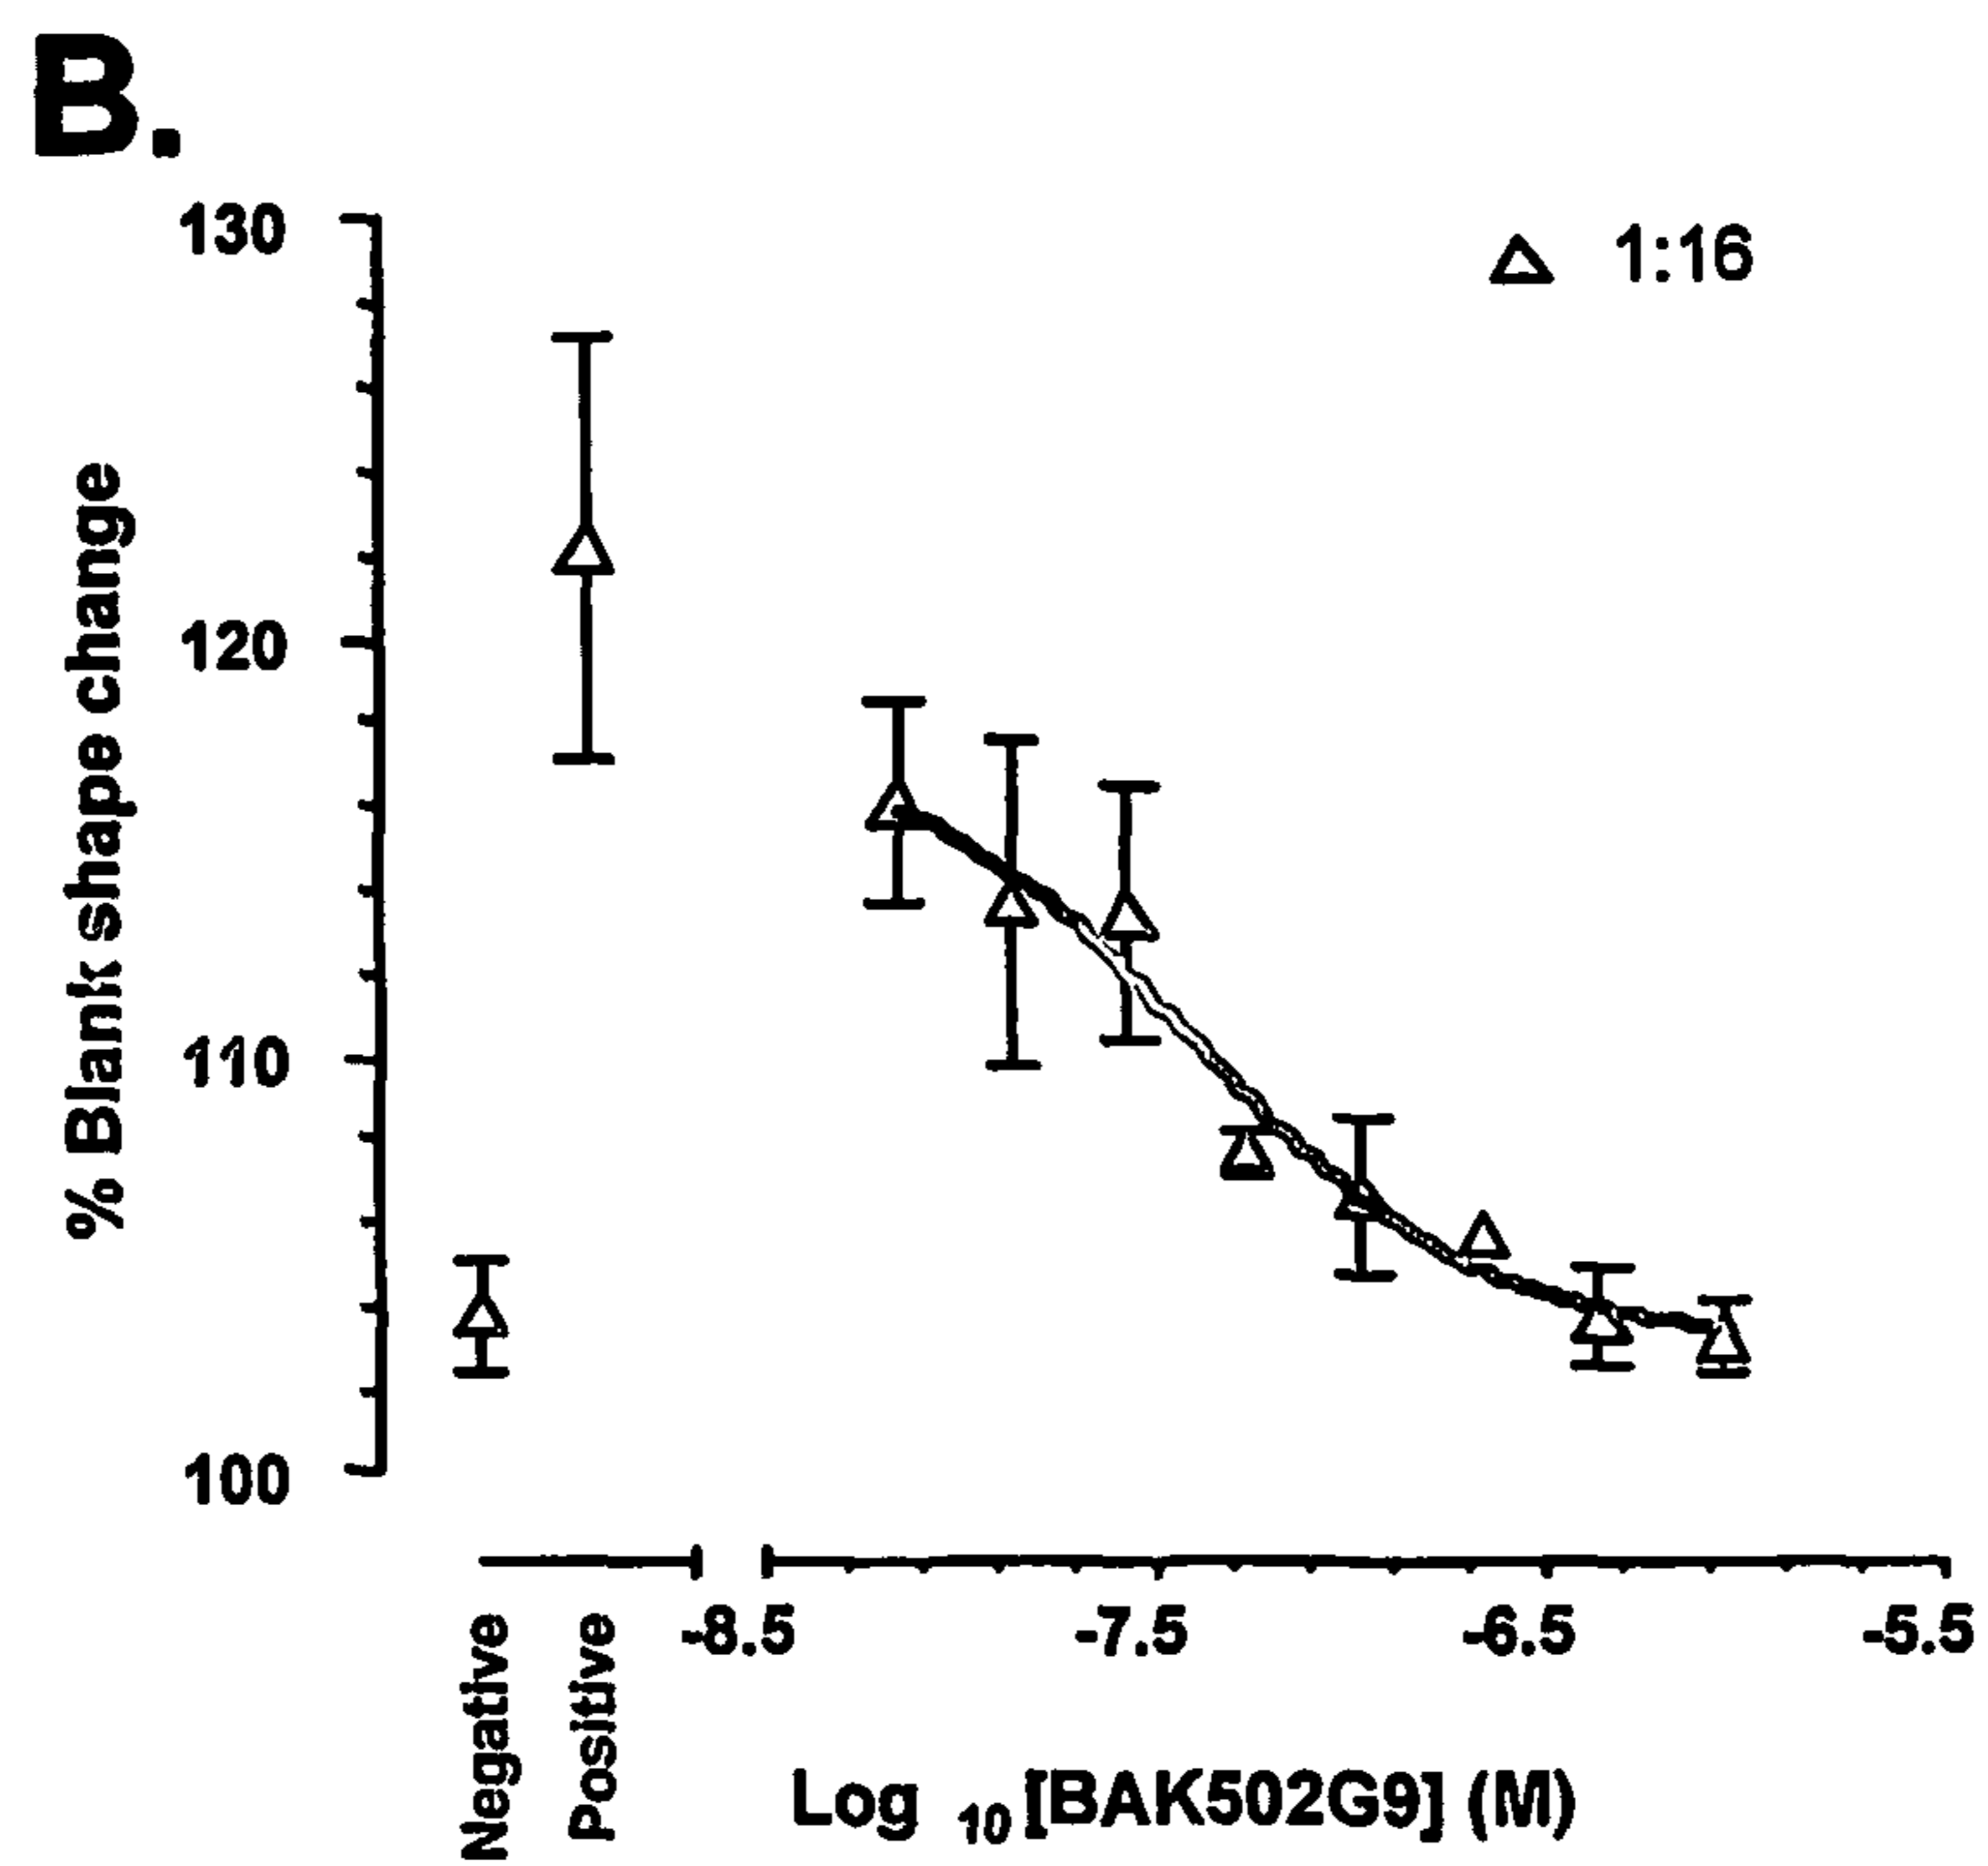 B.
130
△ 1:16
120
110
100
% Blank shape change
Negative
Positive
-8.5 -7.5 -6.5 -5.5
Log 10 [BAK502G9] (M)